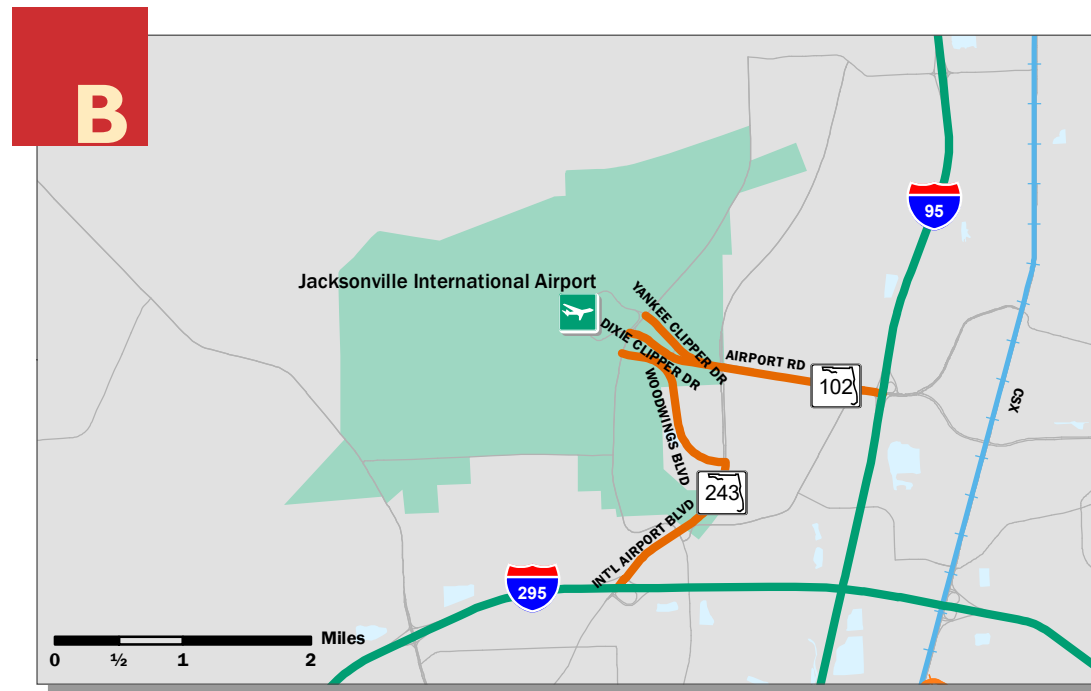 B
95
Jacksonville International Airport
YANKEE CLIPPER DR
DIXIE CLIPPER DR
AIRPORT RD
102
CSX
WOODWINGS BLVD
243
INT'L AIRPORT BLVD
295
Miles
0 ½ 1 2